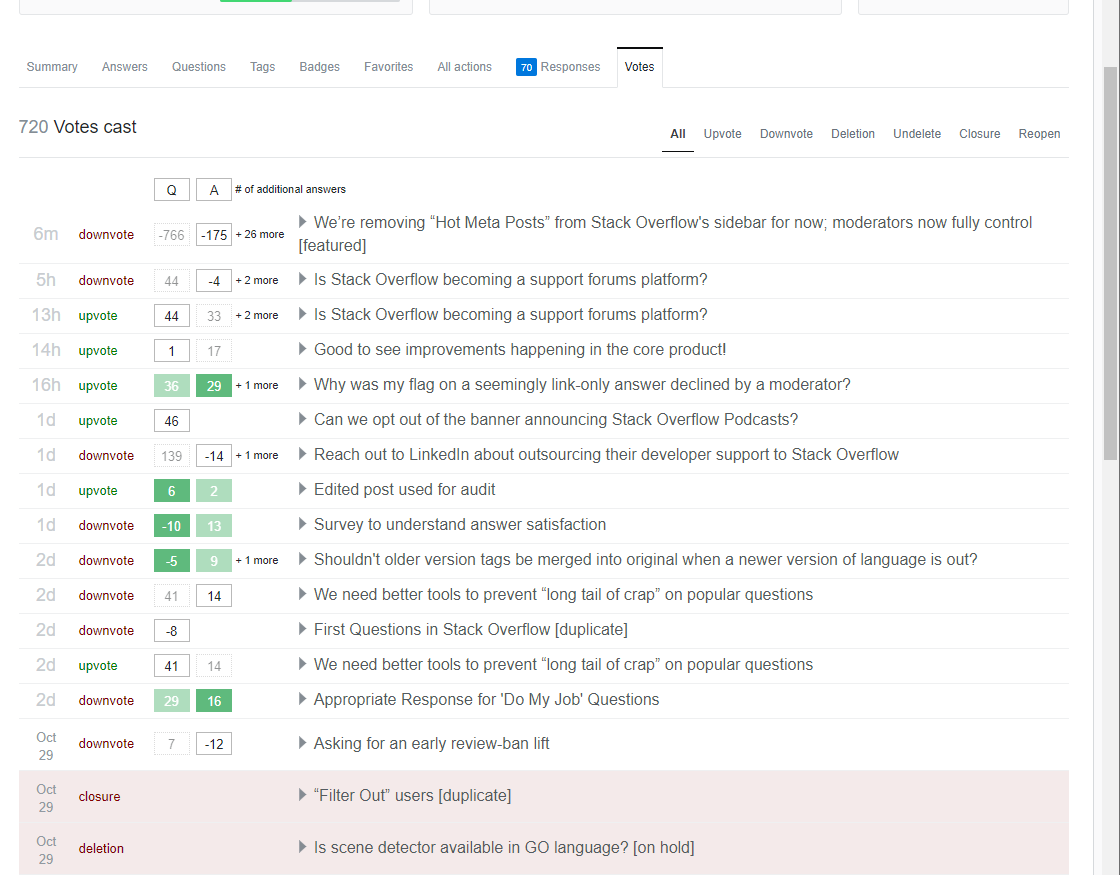 Summary Answers Questions Tags Badges Favorites All actions 70 Responses Votes
720 Votes cast
All Upvote Downvote Deletion Undelete Closure Reopen
Q A # of additional answers
6m downvote -766 -175 + 26 more We’re removing “Hot Meta Posts” from Stack Overflow's sidebar for now; moderators now fully control
[featured]
5h downvote 44 -4 + 2 more Is Stack Overflow becoming a support forums platform?
13h upvote 44 33 + 2 more Is Stack Overflow becoming a support forums platform?
14h upvote 1 17 Good to see improvements happening in the core product!
16h upvote 36 29 + 1 more Why was my flag on a seemingly link-only answer declined by a moderator?
1d upvote 46 Can we opt out of the banner announcing Stack Overflow Podcasts?
1d downvote 139 -14 + 1 more Reach out to LinkedIn about outsourcing their developer support to Stack Overflow
1d upvote 6 2 Edited post used for audit
1d downvote -10 13 Survey to understand answer satisfaction
2d downvote -5 9 + 1 more Shouldn't older version tags be merged into original when a newer version of language is out?
2d downvote 41 14 We need better tools to prevent “long tail of crap” on popular questions
2d downvote -8 First Questions in Stack Overflow [duplicate]
2d upvote 41 14 We need better tools to prevent “long tail of crap” on popular questions
2d downvote 29 16 Appropriate Response for 'Do My Job' Questions
Oct 29 downvote 7 -12 Asking for an early review-ban lift
Oct 29 closure “Filter Out” users [duplicate]
Oct 29 deletion Is scene detector available in GO language? [on hold]